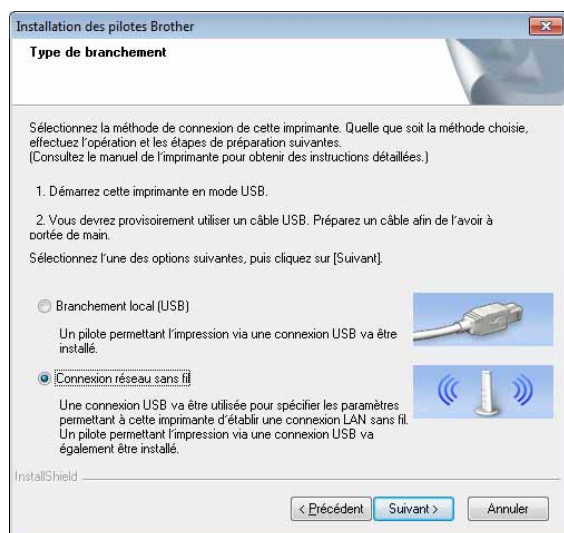 Installation des pilotes Brother
Type de branchement
Sélectionnez la méthode de connexion de cette imprimante. Quelle que soit la méthode choisie,
effectuez l'opération et les étapes de préparation suivantes.
(Consultez le manuel de l'imprimante pour obtenir des instructions détaillées.)
1. Démarrez cette imprimante en mode USB.
2. Vous devrez provisoirement utiliser un câble USB. Préparez un câble afin de l'avoir à
portée de main.
Sélectionnez l'une des options suivantes, puis cliquez sur [Suivant].
Branchement local (USB)
Un pilote permettant l'impression via une connexion USB va être
installé.
Connexion réseau sans fil
Une connexion USB va être utilisée pour spécifier les paramètres
permettant à cette imprimante d'établir une connexion LAN sans fil.
Un pilote permettant l'impression via une connexion USB va
également être installé.
InstallShield
< Précédent Suivant > Annuler